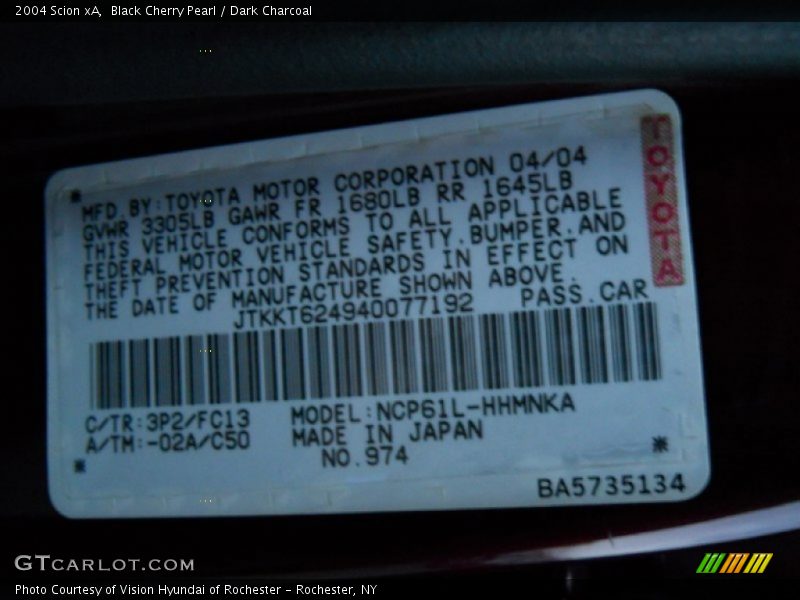 2004 Scion xA,  Black Cherry Pearl / Dark Charcoal
MFD.BY:TOYOTA MOTOR CORPORATION 04/04
GVWR 3305LB GAWR FR 1680LB RR 1645LB
THIS VEHICLE CONFORMS TO ALL APPLICABLE
FEDERAL MOTOR VEHICLE SAFETY,BUMPER,AND
THEFT PREVENTION STANDARDS IN EFFECT ON
THE DATE OF MANUFACTURE SHOWN ABOVE.
JTKKT624940077192 PASS.CAR
TOYOTA
C/TR:3P2/FC13 MODEL:NCP61L-HHMNKA
A/TM:-02A/C50 MADE IN JAPAN
NO.974
BA5735134
GTCARLOT.COM
Photo Courtesy of Vision Hyundai of Rochester – Rochester, NY